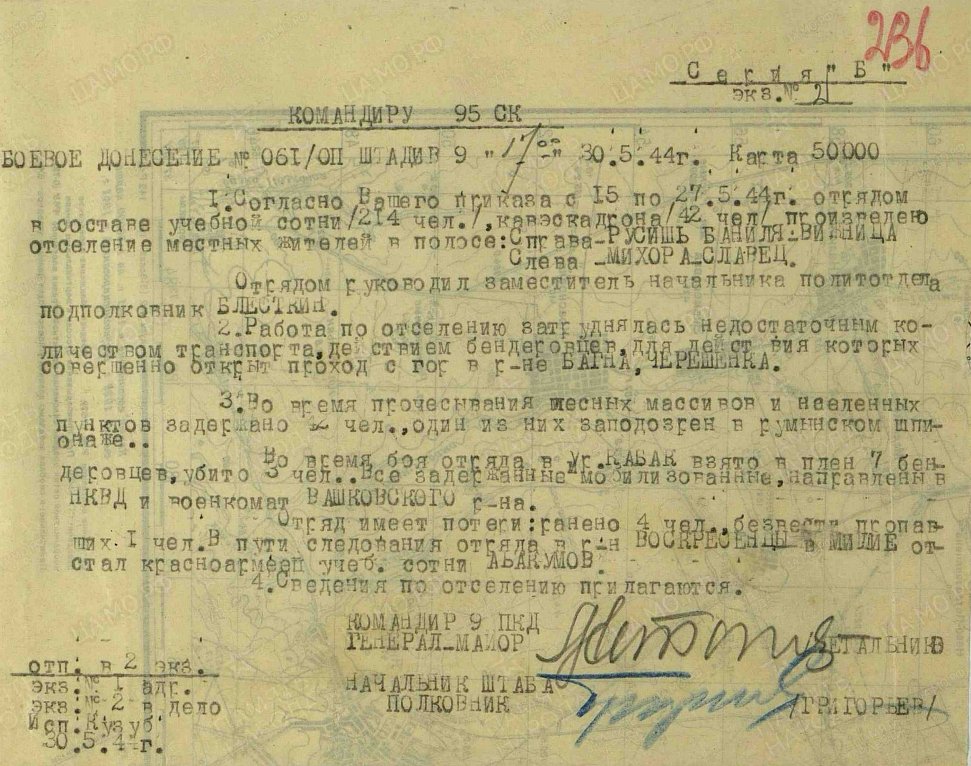 236
Серия "Б"
экз.№ 2
КОМАНДИРУ 95 СК
БОЕВОЕ ДОНЕСЕНИЕ № 061/ОП ШТАДИВ 9 "17 00" 30.5.44г. Карта 50000
1.Согласно Вашего приказа с 15 по 27.5.44г. отрядом
в составе учебной сотни/214 чел./,кавэскадрона/42 чел/ произведено
отселение местных жителей в полосе:Справа-РУСИШЬ БАНИЛЯ-ВИЖНИЦА
Слева -МИХОРА-СЛАВЕЦ.
Отрядом руководил заместитель начальника политотдела
подполковник БЛЕСТКИН.
2.Работа по отселению затруднялась недостаточным ко-
личеством транспорта,действием бендеровцев,для действия которых
совершенно открыт проход с гор в р-не БАГНА,ЧЕРЕШЕНКА.
3.Во время прочесывания лесных массивов и населенных
пунктов задержано чел.,один из них заподозрен в румынском шпи-
онаже..
Во время боя отряда в ур.КАБАК взято в плен 7 бен-
деровцев,убито 3 чел..Все задержанные мобилизованные,направлены в
НКВД и военкомат ВАШКОВСКОГО р-на.
Отряд имеет потери:ранено 4 чел.,безвести пропав-
ших 1 чел.В пути следования отряда в р-н ВОСКРЕСЕНЦЫ в МИЛИЕ от-
стал красноармеец учеб. сотни АБАКУМОВ.
4.Сведения по отселению прилагаются.
КОМАНДИР 9 ПКД
ГЕНЕРАЛ-МАЙОР /МЕТАЛЬНИКО
НАЧАЛЬНИК ШТАБА
ПОЛКОВНИК /ГРИГОРЬЕВ/
отп. в 2 экз.
экз.№ 1 адр.
экз.№ 2 в дело
Исп.Кузуб
30.5.44г.